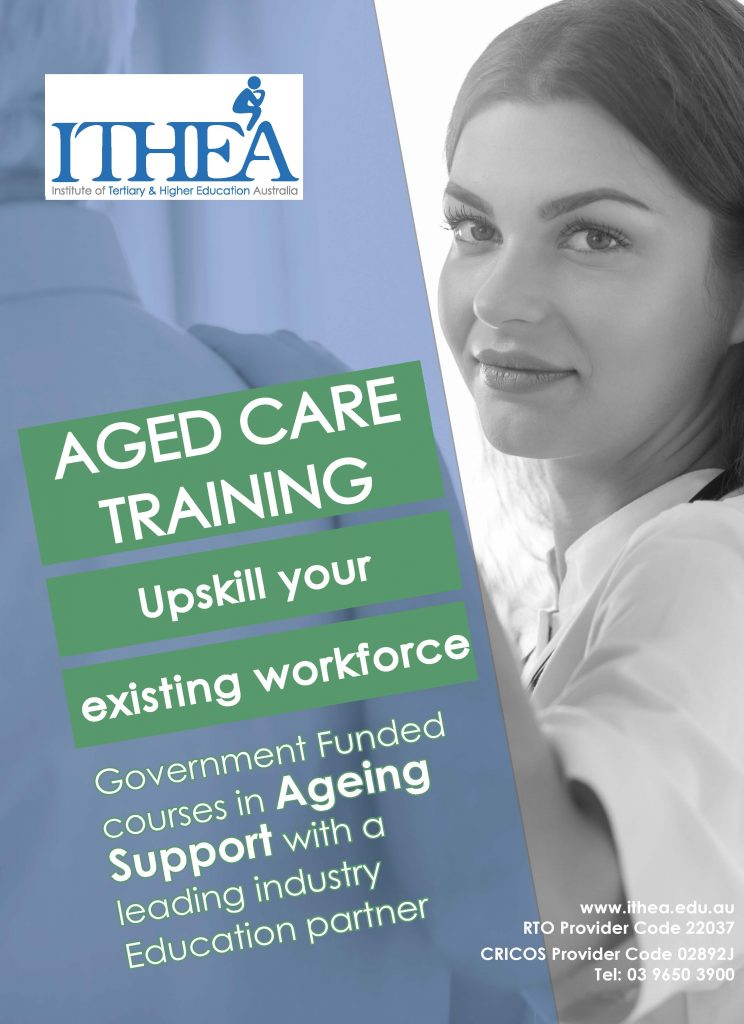 ITHEA
Institute of Tertiary & Higher Education Australia
AGED CARE
TRAINING
Upskill your
existing workforce
Government Funded
courses in Ageing
Support with a
leading industry
Education partner
www.ithea.edu.au
RTO Provider Code 22037
CRICOS Provider Code 02892J
Tel: 03 9650 3900